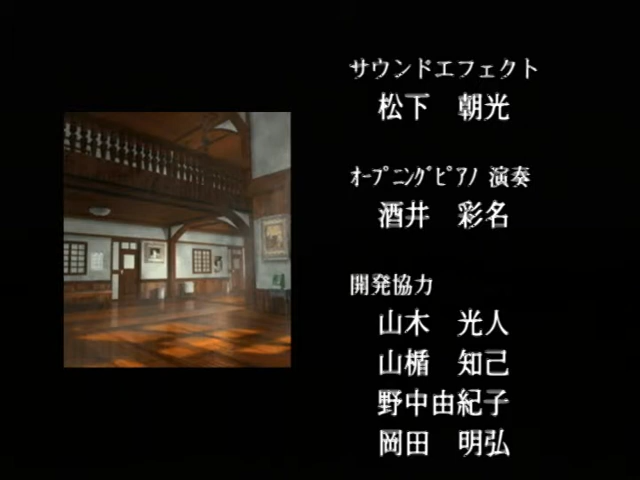 サウンドエフェクト
松下　朝光
ｵｰﾌﾟﾆﾝｸﾞﾋﾟｱﾉ 演奏
酒井　彩名
開発協力
山木　光人
山楯　知己
野中由紀子
岡田　明弘